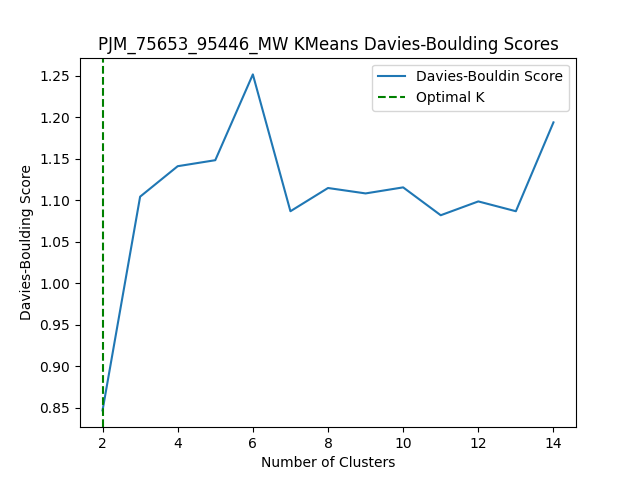 PJM_75653_95446_MW KMeans Davies-Boulding Scores
Davies-Bouldin Score
Optimal K
Davies-Boulding Score
1.25
1.20
1.15
1.10
1.05
1.00
0.95
0.90
0.85
2 4 6 8 10 12 14
Number of Clusters